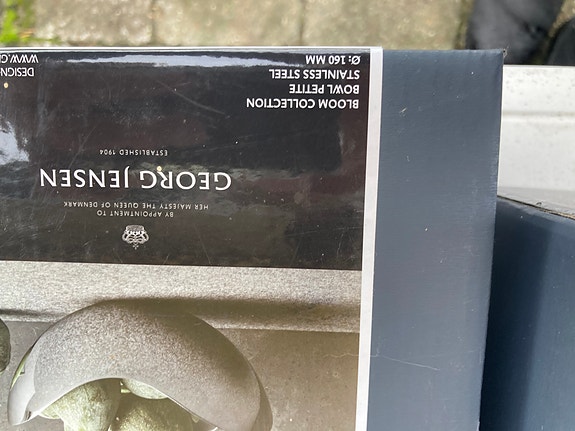 BY APPOINTMENT TO
HER MAJESTY THE QUEEN OF DENMARK
GEORG JENSEN
ESTABLISHED 1904
BLOOM COLLECTION
BOWL PETITE
STAINLESS STEEL
Ø: 160 MM
DESIGN